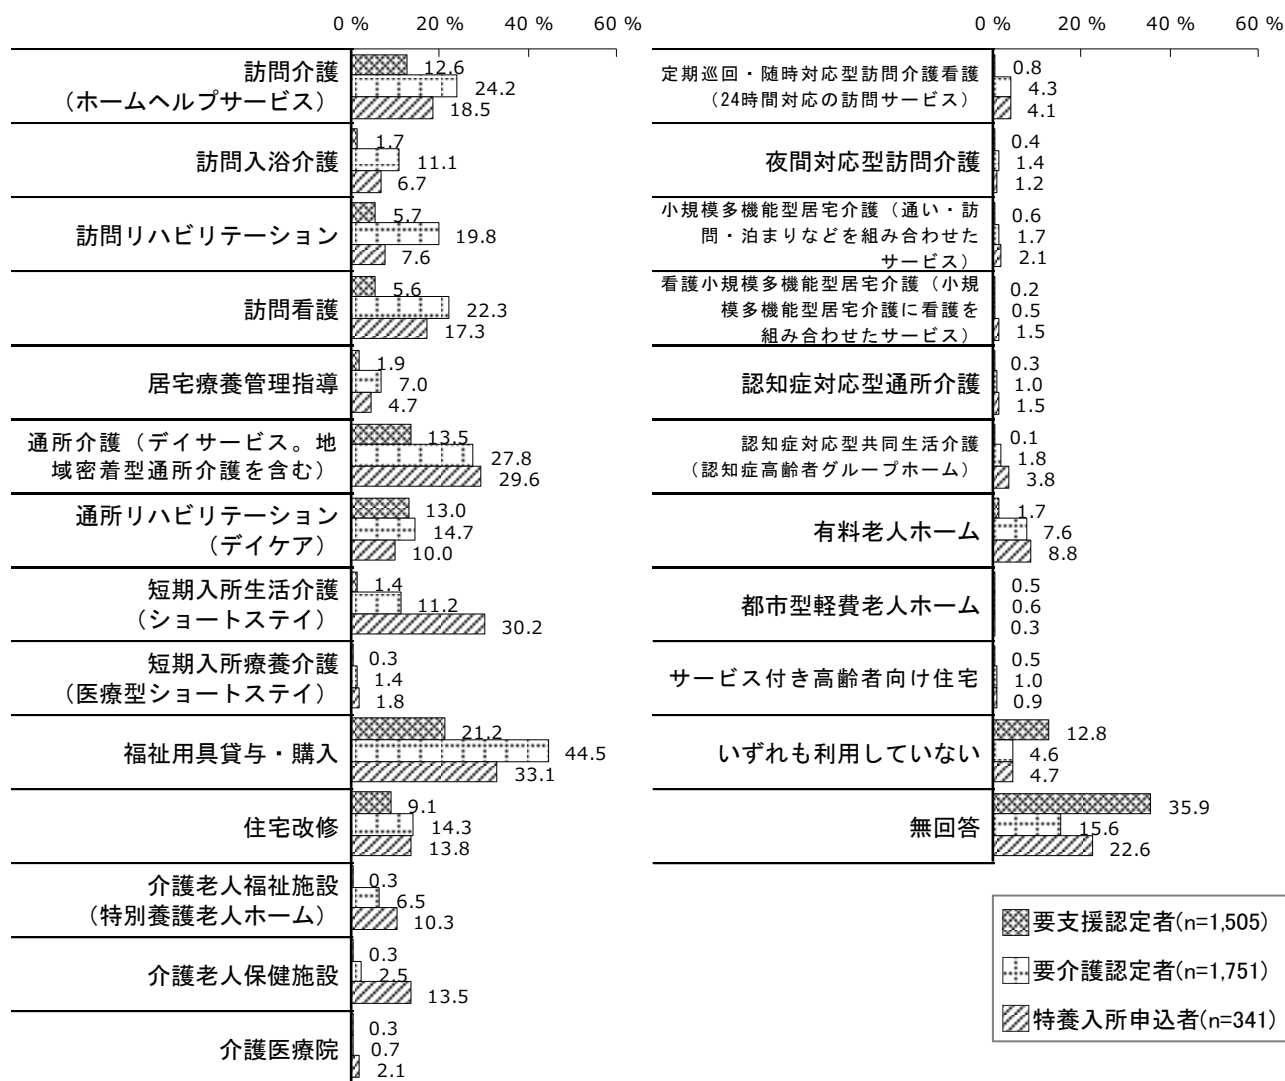 0 % 20 % 40 % 60 %
訪問介護
(ホームヘルプサービス)
12.6
24.2
18.5
訪問入浴介護
1.7
11.1
6.7
訪問リハビリテーション
5.7
19.8
7.6
訪問看護
5.6
22.3
17.3
居宅療養管理指導
1.9
7.0
4.7
通所介護（デイサービス。地
域密着型通所介護を含む）
13.5
27.8
29.6
通所リハビリテーション
（デイケア）
13.0
14.7
10.0
短期入所生活介護
（ショートステイ）
1.4
11.2
30.2
短期入所療養介護
（医療型ショートステイ）
0.3
1.4
1.8
福祉用具貸与・購入
21.2
44.5
33.1
住宅改修
9.1
14.3
13.8
介護老人福祉施設
（特別養護老人ホーム）
0.3
6.5
10.3
介護老人保健施設
0.3
2.5
13.5
介護医療院
0.3
0.7
2.1
0 % 20 % 40 % 60 %
定期巡回・随時対応型訪問介護看護
（24時間対応の訪問サービス）
0.8
4.3
4.1
夜間対応型訪問介護
0.4
1.4
1.2
小規模多機能型居宅介護（通い・訪
問・泊まりなどを組み合わせた
サービス）
0.6
1.7
2.1
看護小規模多機能型居宅介護（小規
模多機能型居宅介護に看護を
組み合わせたサービス）
0.2
0.5
1.5
認知症対応型通所介護
0.3
1.0
1.5
認知症対応型共同生活介護
（認知症高齢者グループホーム）
0.1
1.8
3.8
有料老人ホーム
1.7
7.6
8.8
都市型軽費老人ホーム
0.5
0.6
0.3
サービス付き高齢者向け住宅
0.5
1.0
0.9
いずれも利用していない
12.8
4.6
4.7
無回答
35.9
15.6
22.6
要支援認定者(n=1,505)
要介護認定者(n=1,751)
特養入所申込者(n=341)